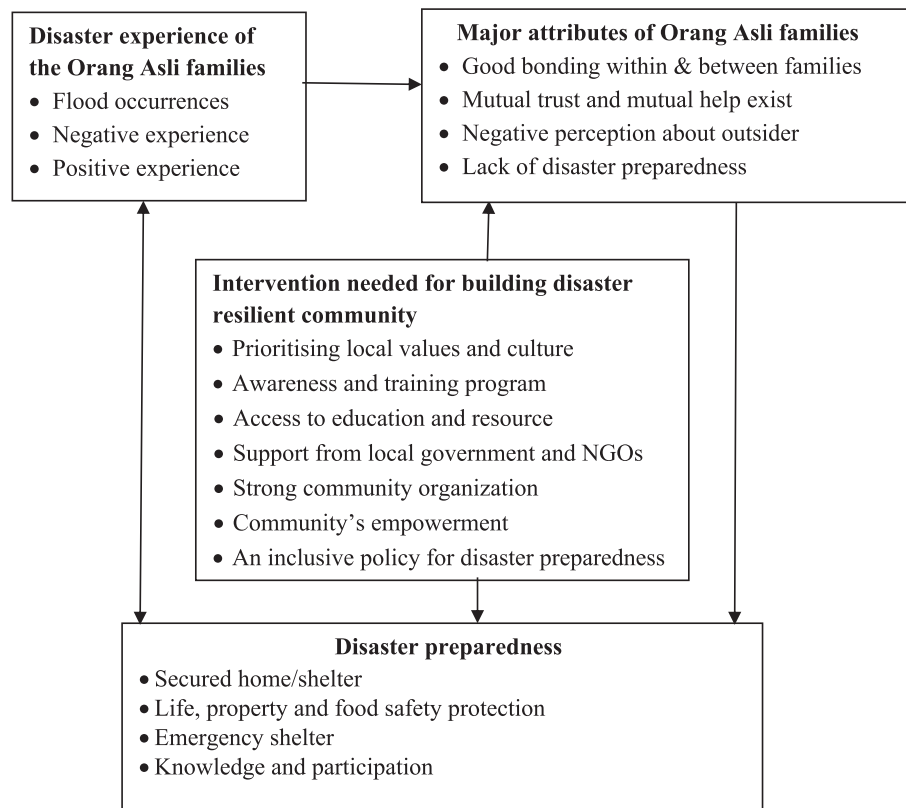 Disaster experience of
the Orang Asli families
• Flood occurrences
• Negative experience
• Positive experience
Major attributes of Orang Asli families
• Good bonding within & between families
• Mutual trust and mutual help exist
• Negative perception about outsider
• Lack of disaster preparedness
Intervention needed for building disaster
resilient community
• Prioritising local values and culture
• Awareness and training program
• Access to education and resource
• Support from local government and NGOs
• Strong community organization
• Community’s empowerment
• An inclusive policy for disaster preparedness
Disaster preparedness
• Secured home/shelter
• Life, property and food safety protection
• Emergency shelter
• Knowledge and participation